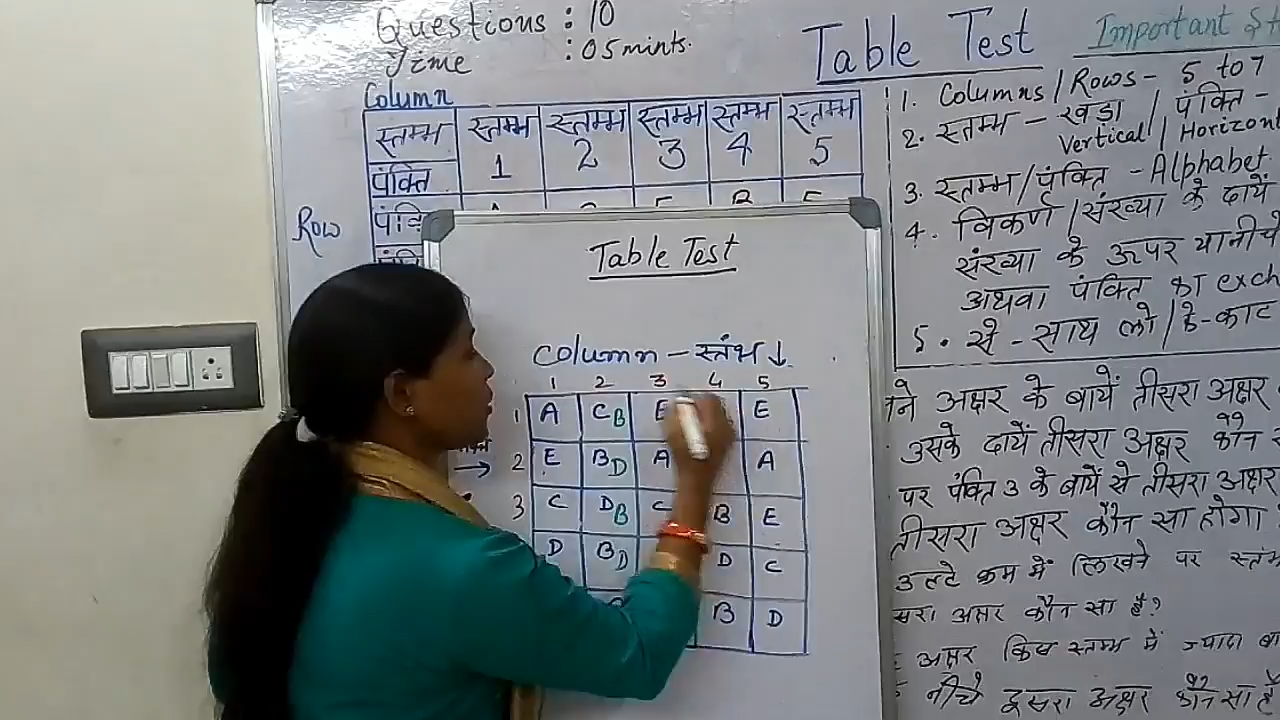 Questions : 10
Time : 05 mints.
Table Test
Important
Column
स्तम्भ स्तम्भ स्तम्भ स्तम्भ स्तम्भ स्तम्भ
1 2 3 4 5
पंक्ति
Row
1. Columns / Rows - 5 to 7
2. स्तम्भ - खड़ा / पंक्ति -
Vertical / Horizont
3. स्तम्भ/पंक्ति - Alphabet.
4. विकर्ण / संख्या के दायें
संख्या के ऊपर या नीचे
अथवा पंक्ति का exch
5. से - साथ लो / है - काट
Table Test
column - स्तंभ ↓
1 2 3 4 5
1 A C B E E
2 E B D A A
3 C D B C B E
D B D D C
B D
→
अक्षर के बायें तीसरा अक्षर
उसके दायें तीसरा अक्षर कौन
पर पंक्ति 3 के बायें से तीसरा अक्षर
तीसरा अक्षर कौन सा होगा
उलटे क्रम में लिखने पर स्तंभ
अक्षर कौन सा है?
अक्षर किस स्तम्भ में ज्यादा
नीचे दूसरा अक्षर कौन सा है